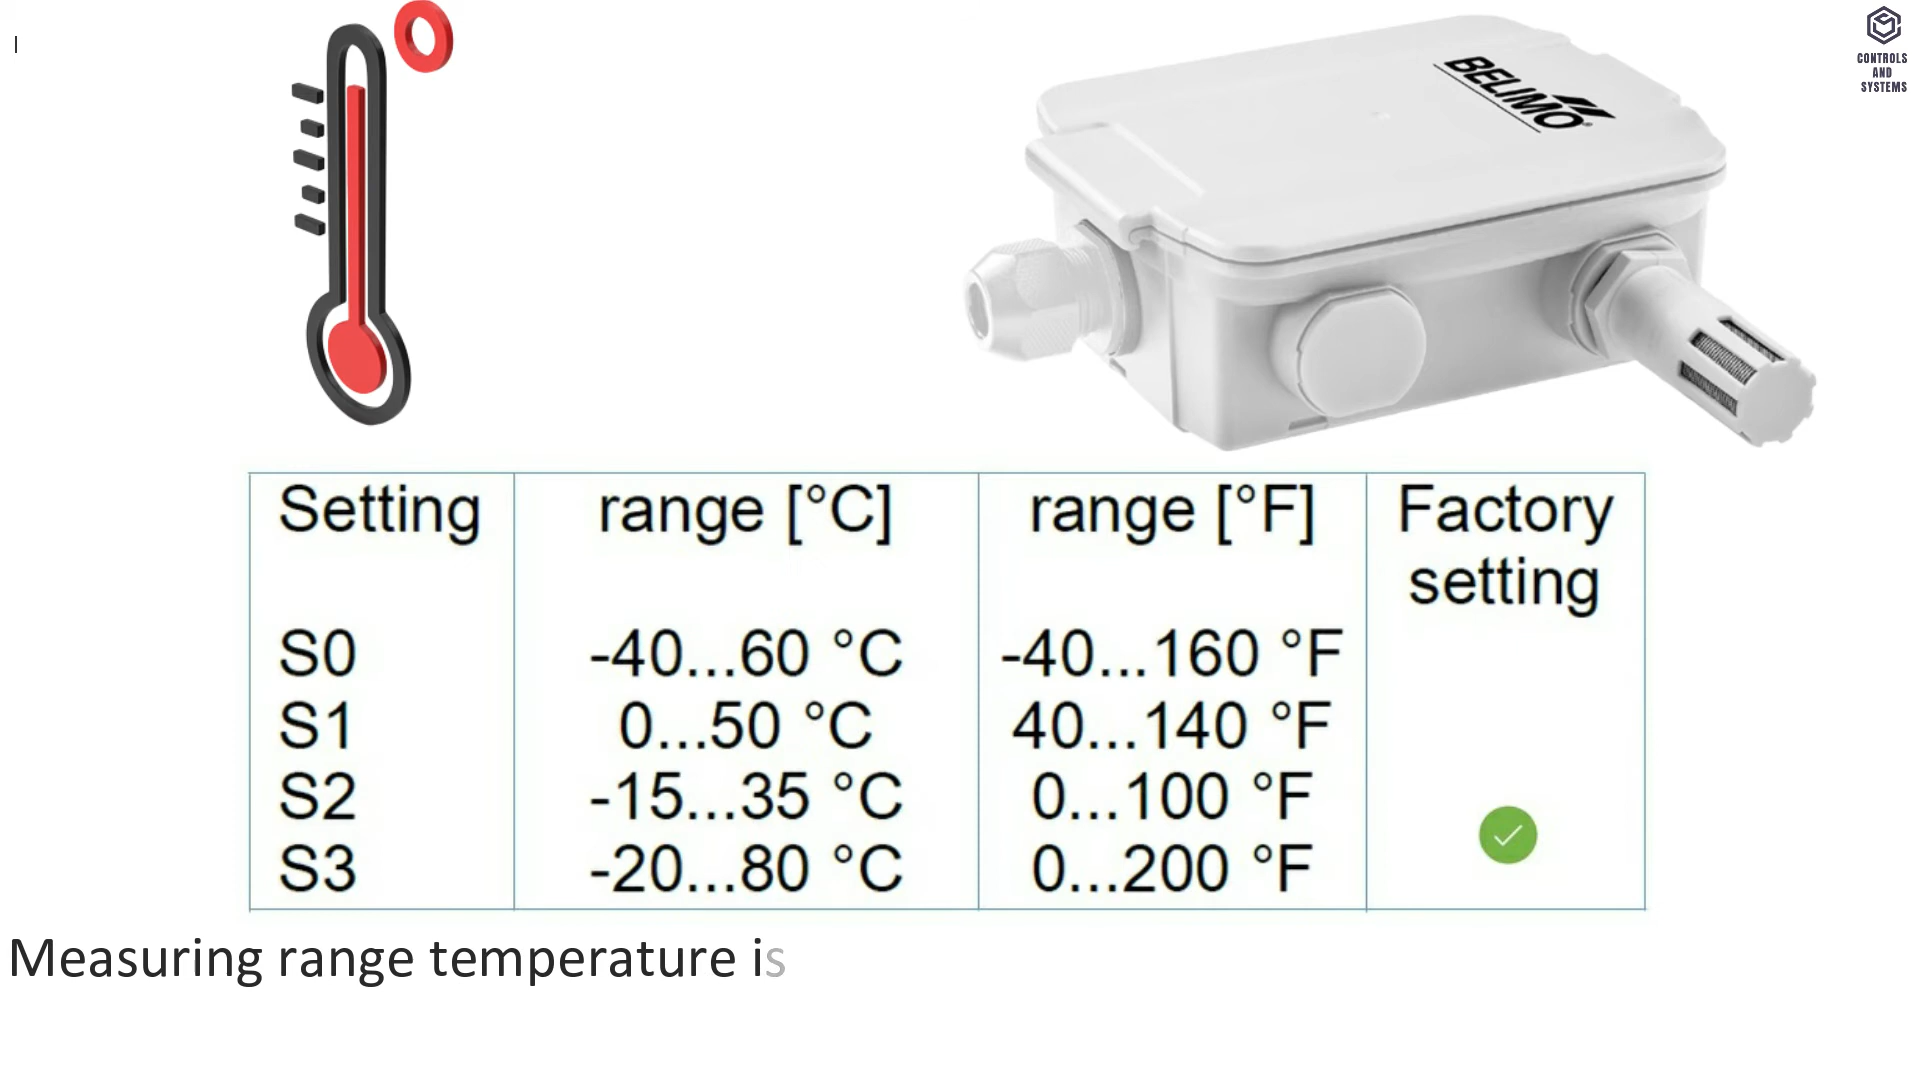 BELIMO
CONTROLS
AND
SYSTEMS
Setting range [°C] range [°F] Factory
setting
S0 -40...60 °C -40...160 °F
S1 0...50 °C 40...140 °F
S2 -15...35 °C 0...100 °F
S3 -20...80 °C 0...200 °F
Measuring range temperature is